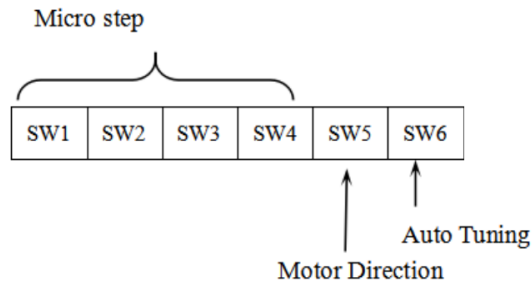 Micro step
SW1 SW2 SW3 SW4 SW5 SW6
Auto Tuning
Motor Direction